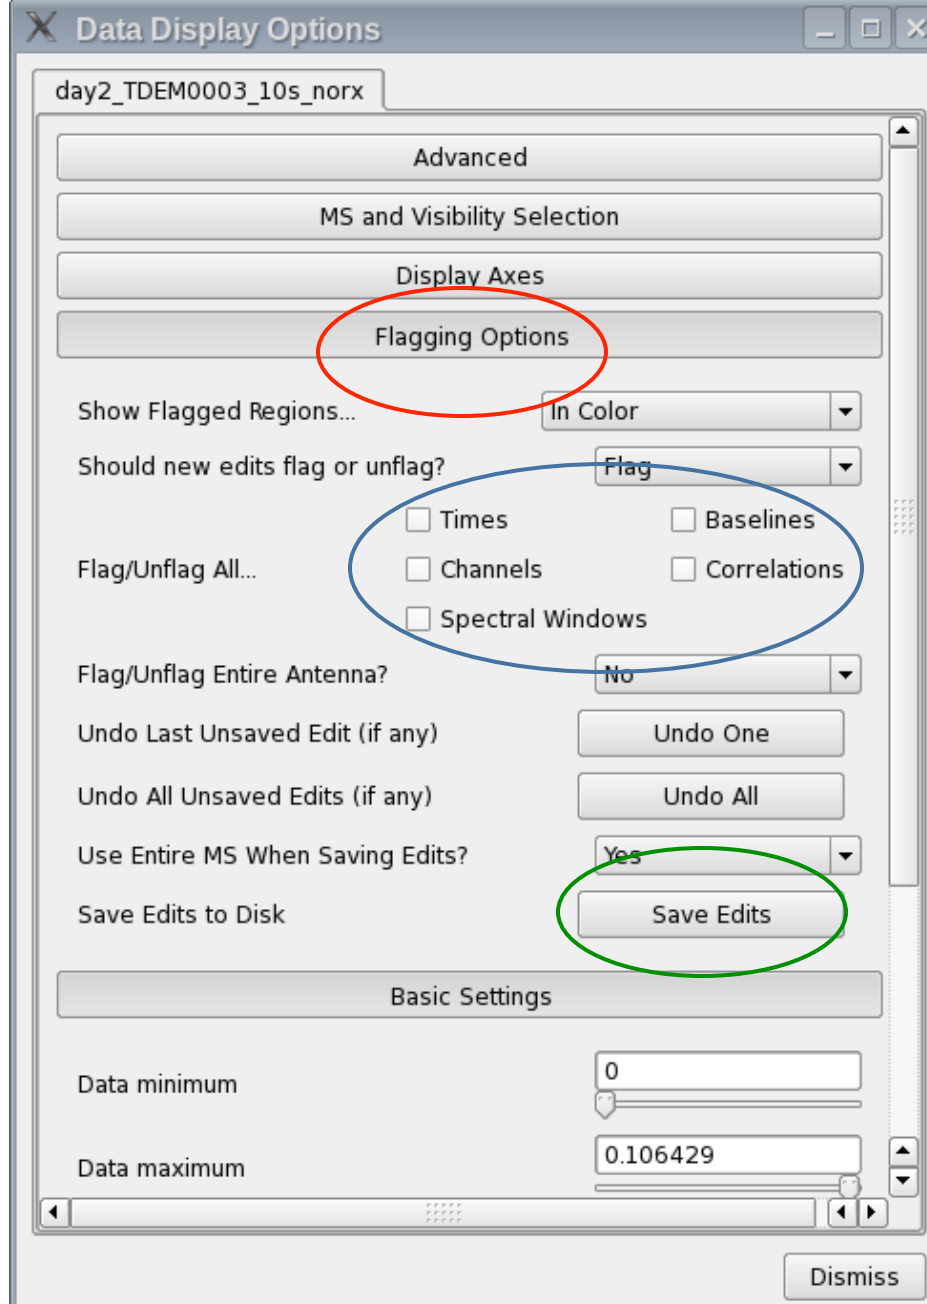 Data Display Options
day2_TDEM0003_10s_norx
Advanced
MS and Visibility Selection
Display Axes
Flagging Options
Show Flagged Regions... In Color
Should new edits flag or unflag? Flag
Times Baselines
Flag/Unflag All... Channels Correlations
Spectral Windows
Flag/Unflag Entire Antenna? No
Undo Last Unsaved Edit (if any) Undo One
Undo All Unsaved Edits (if any) Undo All
Use Entire MS When Saving Edits? Yes
Save Edits to Disk Save Edits
Basic Settings
Data minimum 0
Data maximum 0.106429
Dismiss